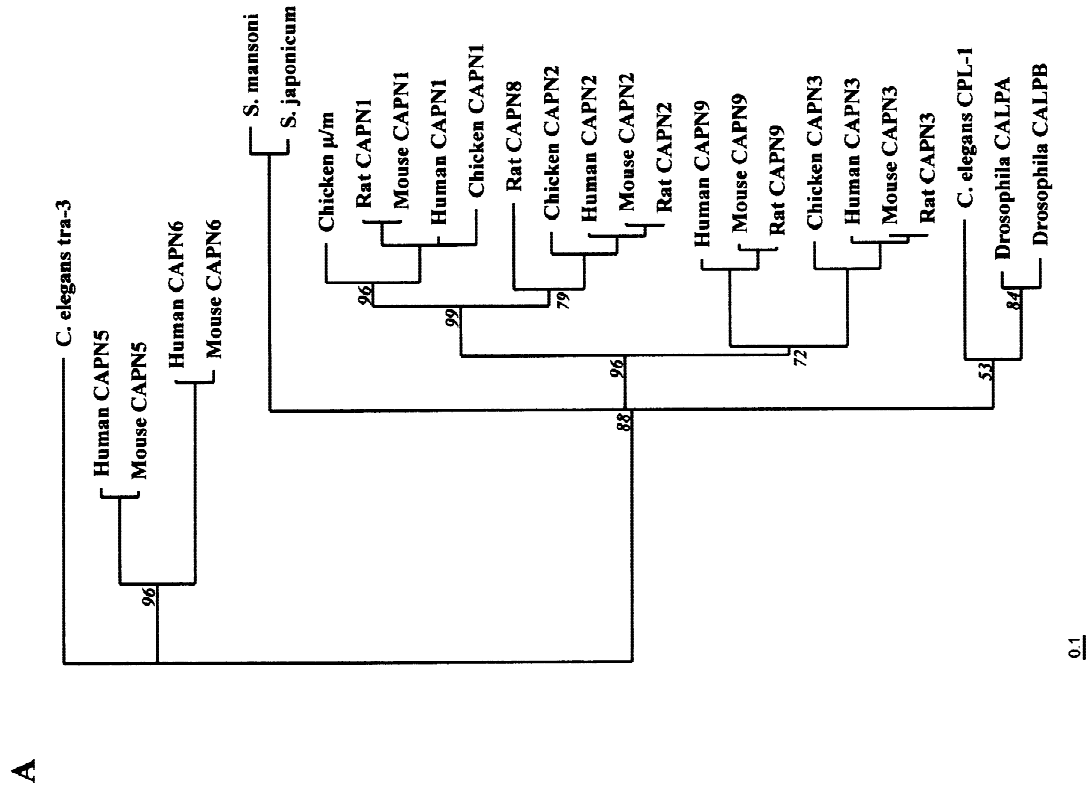 A
C. elegans tra-3
Human CAPN5
Mouse CAPN5
Human CAPN6
Mouse CAPN6
S. mansoni
S. japonicum
Chicken µ/m
Rat CAPN1
Mouse CAPN1
Human CAPN1
Chicken CAPN1
Rat CAPN8
Chicken CAPN2
Human CAPN2
Mouse CAPN2
Rat CAPN2
Human CAPN9
Mouse CAPN9
Rat CAPN9
Chicken CAPN3
Human CAPN3
Mouse CAPN3
Rat CAPN3
C. elegans CPL-1
Drosophila CALPA
Drosophila CALPB
96
96
99
79
96
72
88
53
84
0.1